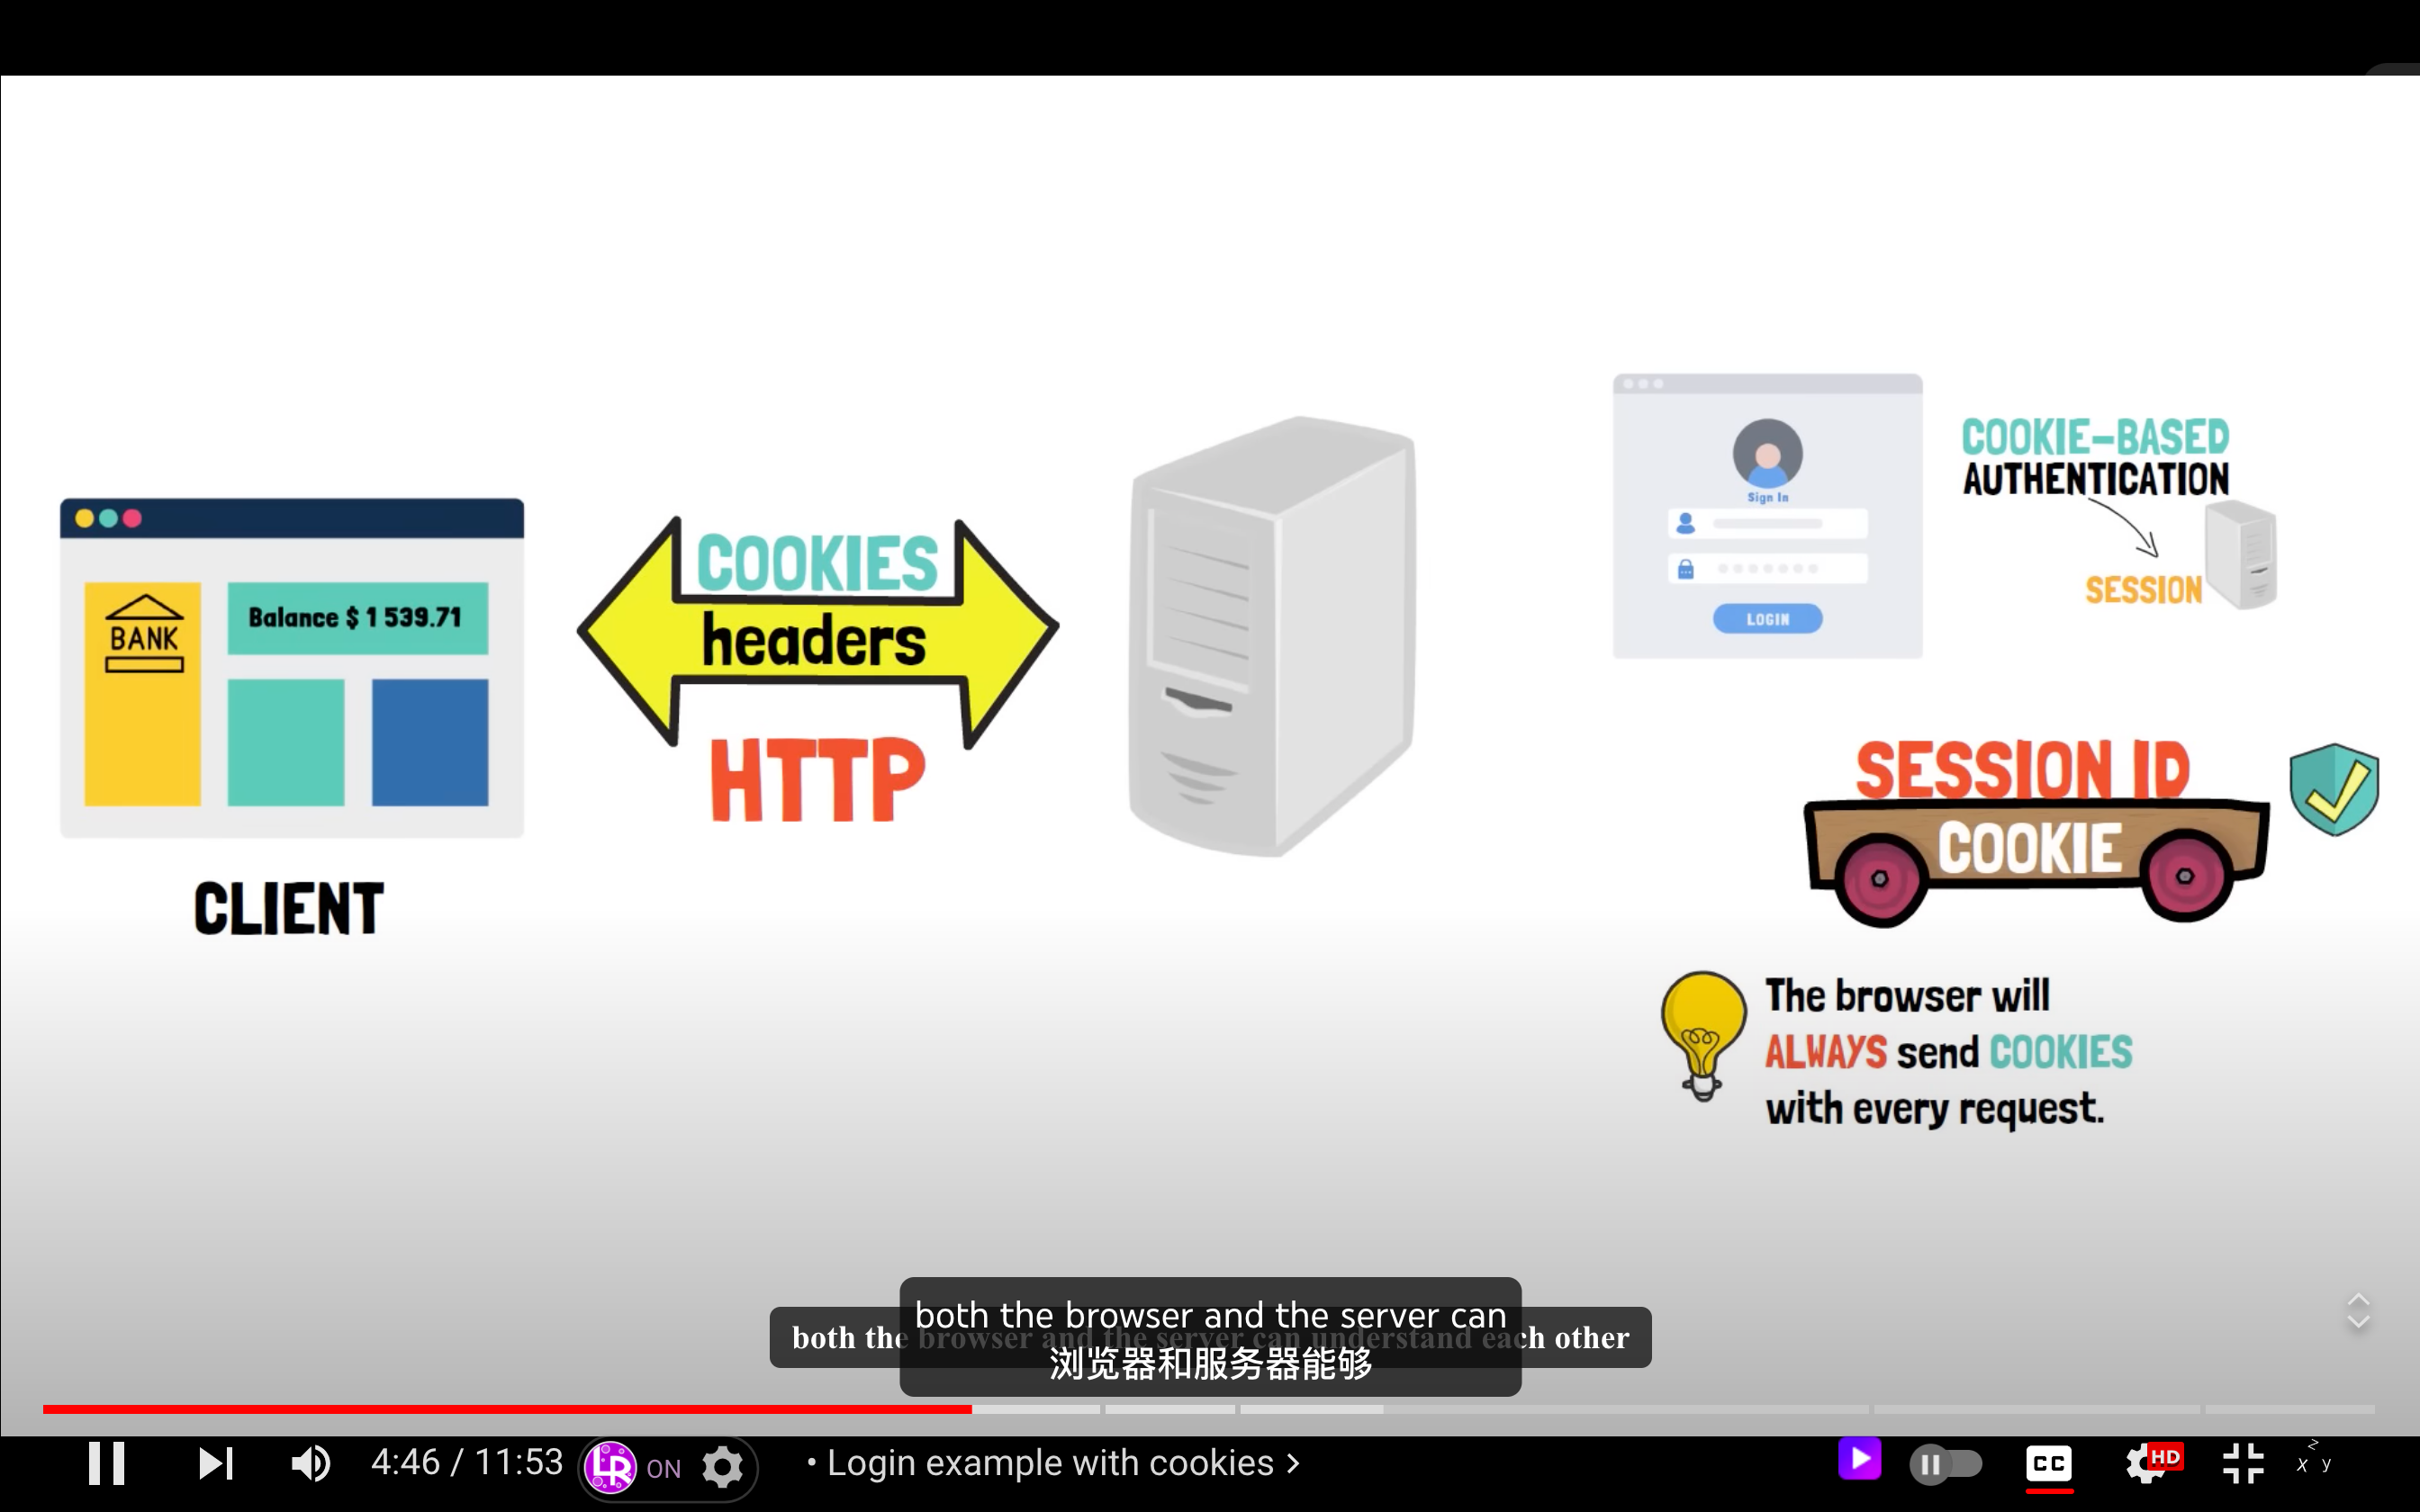 BANK
Balance $ 1 539.71
CLIENT
COOKIES
headers
HTTP
Sign In
LOGIN
COOKIE-BASED
AUTHENTICATION
SESSION
SESSION ID
COOKIE
The browser will
ALWAYS send COOKIES
with every request.
both the browser and the server can
both the browser and the server can understand each other
浏览器和服务器能够
4:46 / 11:53
LR ON
• Login example with cookies >
CC
HD
z
x y